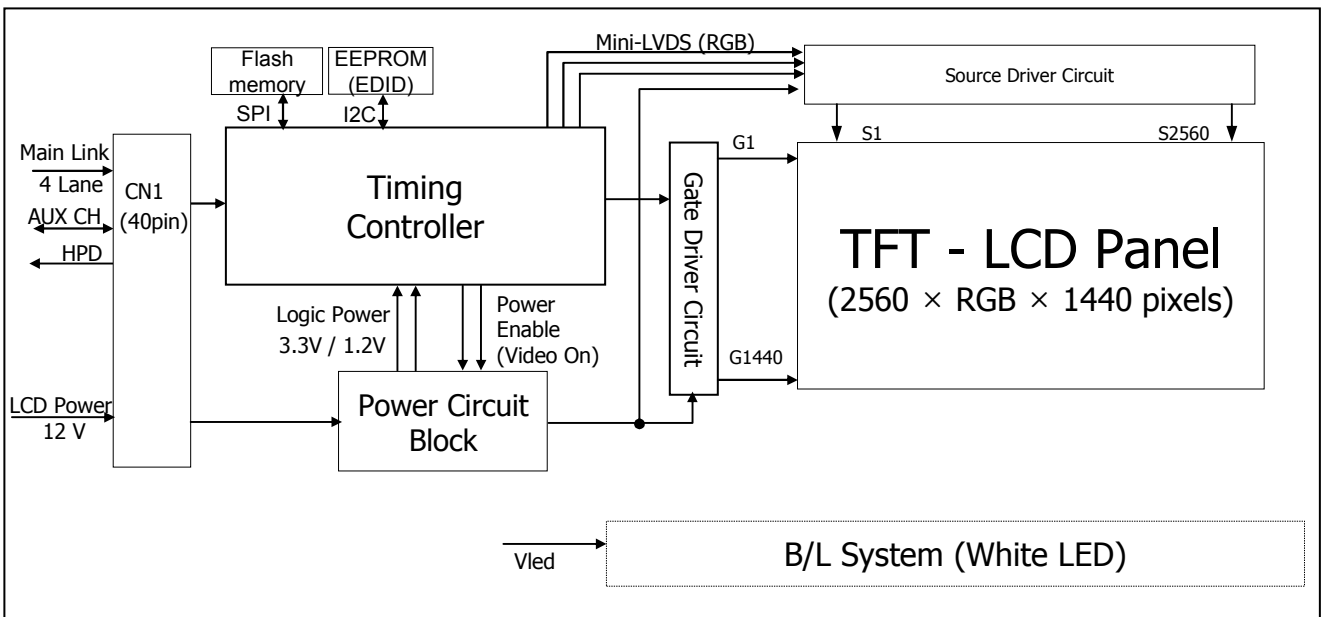 Mini-LVDS (RGB)
Flash
memory
EEPROM
(EDID)
Source Driver Circuit
SPI
I2C
S1
S2560
G1
Main Link
4 Lane
CN1
(40pin)
AUX CH
HPD
Timing
Controller
Gate Driver Circuit
TFT - LCD Panel
(2560 × RGB × 1440 pixels)
Logic Power
3.3V / 1.2V
Power
Enable
(Video On)
G1440
LCD Power
12 V
Power Circuit
Block
Vled
B/L System (White LED)